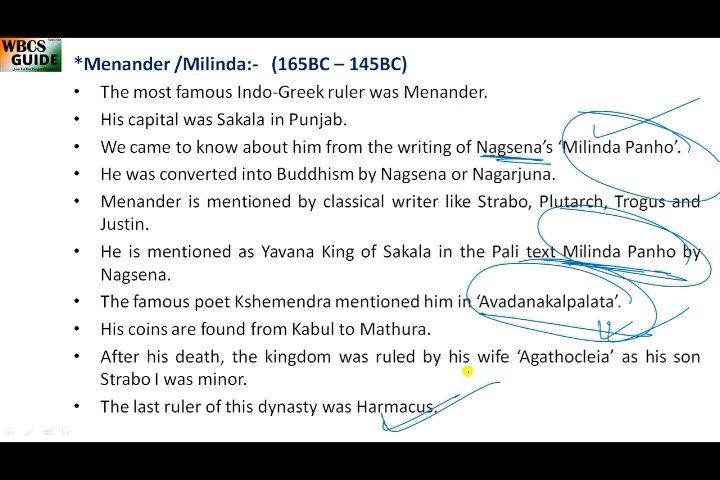 WBCS
GUIDE
*Menander /Milinda:- (165BC – 145BC)
• The most famous Indo-Greek ruler was Menander.
• His capital was Sakala in Punjab.
• We came to know about him from the writing of Nagsena's 'Milinda Panho'.
• He was converted into Buddhism by Nagsena or Nagarjuna.
• Menander is mentioned by classical writer like Strabo, Plutarch, Trogus and
Justin.
• He is mentioned as Yavana King of Sakala in the Pali text Milinda Panho by
Nagsena.
• The famous poet Kshemendra mentioned him in 'Avadanakalpalata'.
• His coins are found from Kabul to Mathura.
• After his death, the kingdom was ruled by his wife 'Agathocleia' as his son
Strabo I was minor.
• The last ruler of this dynasty was Harmacus.